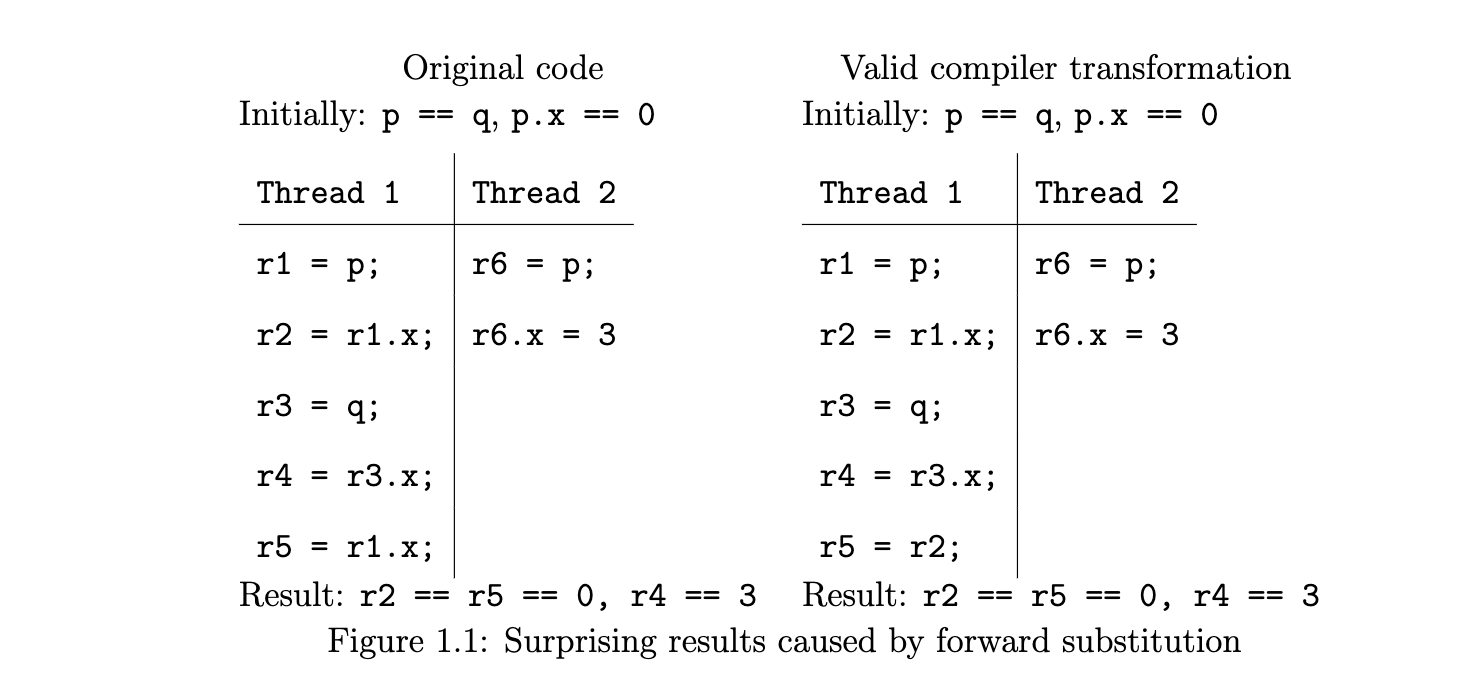 Original code Valid compiler transformation
Initially: p == q, p.x == 0 Initially: p == q, p.x == 0
Thread 1 Thread 2 Thread 1 Thread 2
r1 = p; r6 = p; r1 = p; r6 = p;
r2 = r1.x; r6.x = 3 r2 = r1.x; r6.x = 3
r3 = q; r3 = q;
r4 = r3.x; r4 = r3.x;
r5 = r1.x; r5 = r2;
Result: r2 == r5 == 0, r4 == 3 Result: r2 == r5 == 0, r4 == 3
Figure 1.1: Surprising results caused by forward substitution